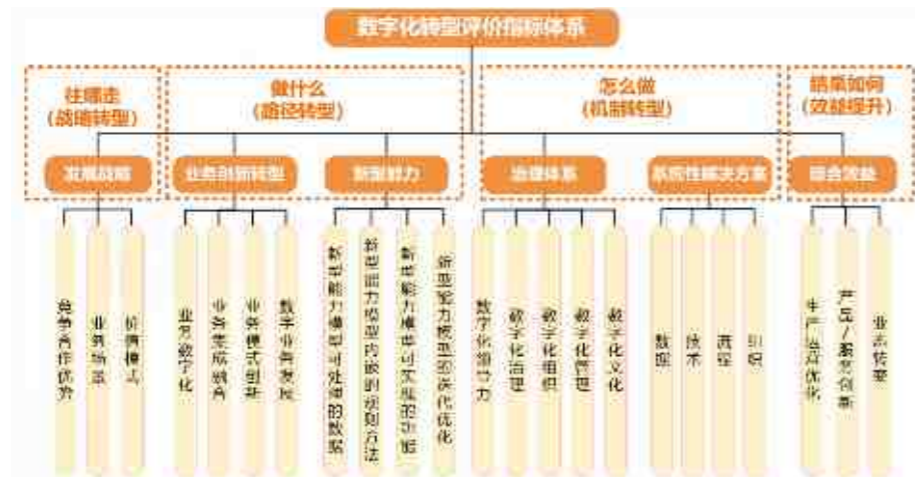 数字化转型评价指标体系
往哪走
（战略转型）
做什么
（路径转型）
怎么做
（机制转型）
结果如何
（效能提升）
发展战略
业务创新转型
新型能力
治理体系
系统性解决方案
综合效能
竞争合作优势
业务场景
价值模式
业务数字化
业务集成融合
业务模式创新
数字业务发展
新型能力模型可处理的数据
新型能力模型内嵌的规则方法
新型能力模型可实现的功能
新型能力模型的迭代优化
数字化领导力
数字化治理
数字化组织
数字化管理
数字化文化
数据
技术
流程
组织
生产运营优化
产品/服务创新
业态转变